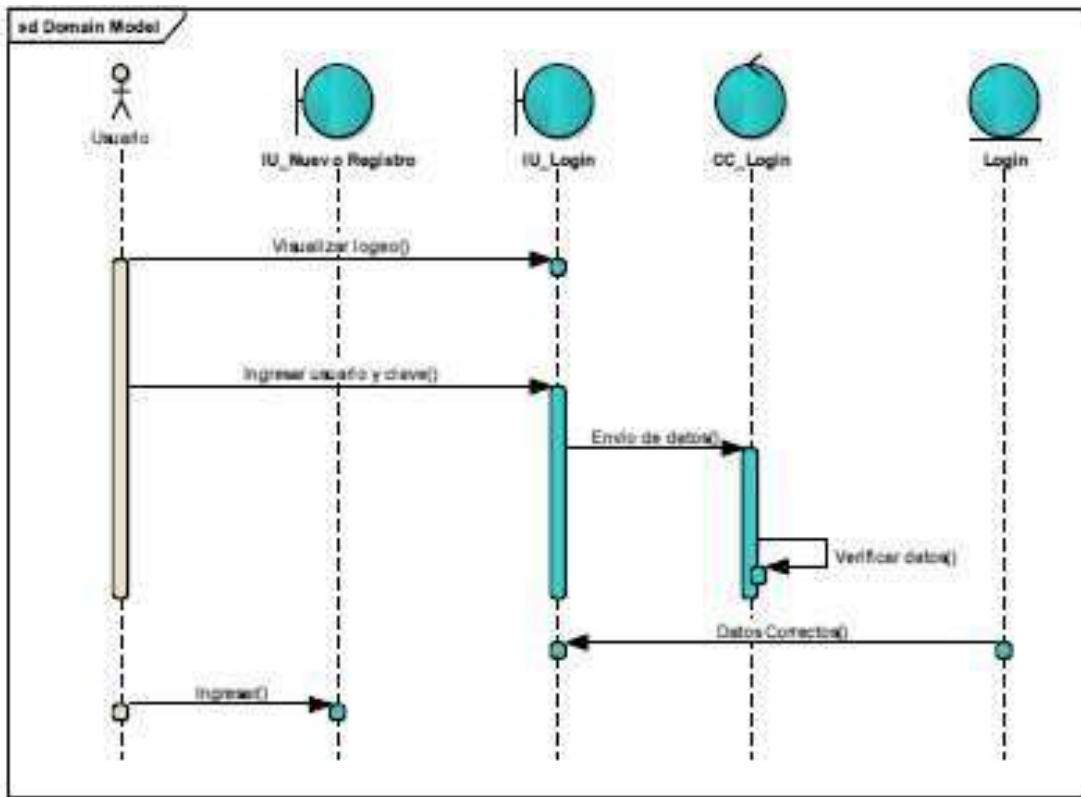 sd Domain Model
Usuario
IU_Nuevo Registro
IU_Login
CC_Login
Login
Visualizar logeo()
Ingresar usuario y clave()
Envio de datos()
Verificar datos()
Datos Correctos()
Ingresar()